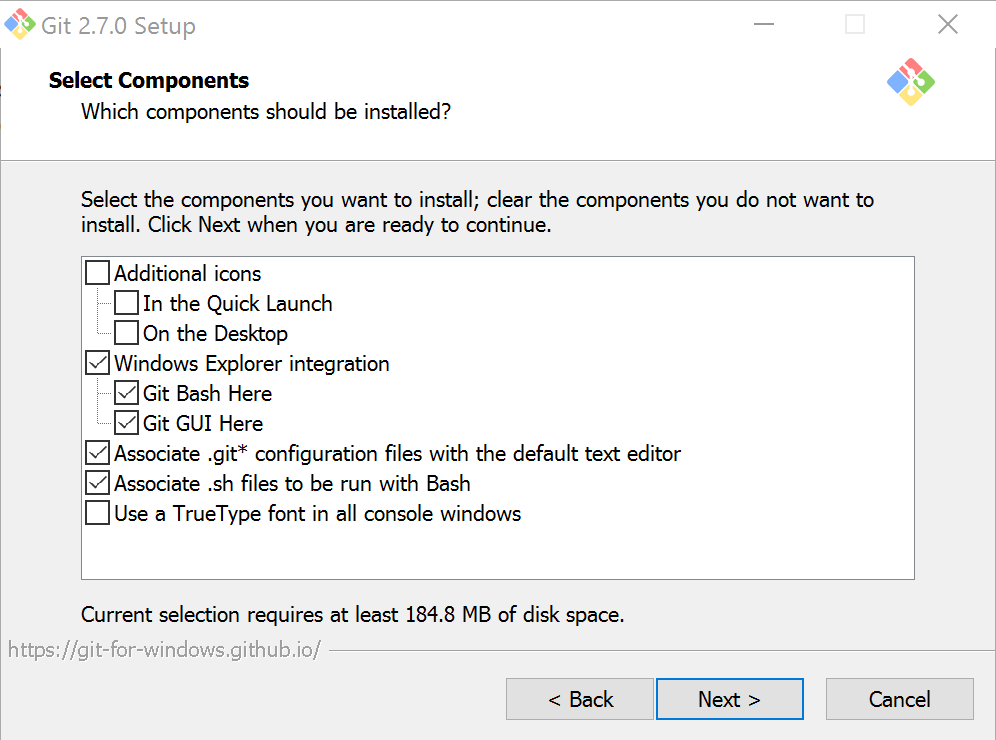 Git 2.7.0 Setup
Select Components
Which components should be installed?
Select the components you want to install; clear the components you do not want to
install. Click Next when you are ready to continue.
Additional icons
In the Quick Launch
On the Desktop
Windows Explorer integration
Git Bash Here
Git GUI Here
Associate .git* configuration files with the default text editor
Associate .sh files to be run with Bash
Use a TrueType font in all console windows
Current selection requires at least 184.8 MB of disk space.
https://git-for-windows.github.io/
< Back
Next >
Cancel